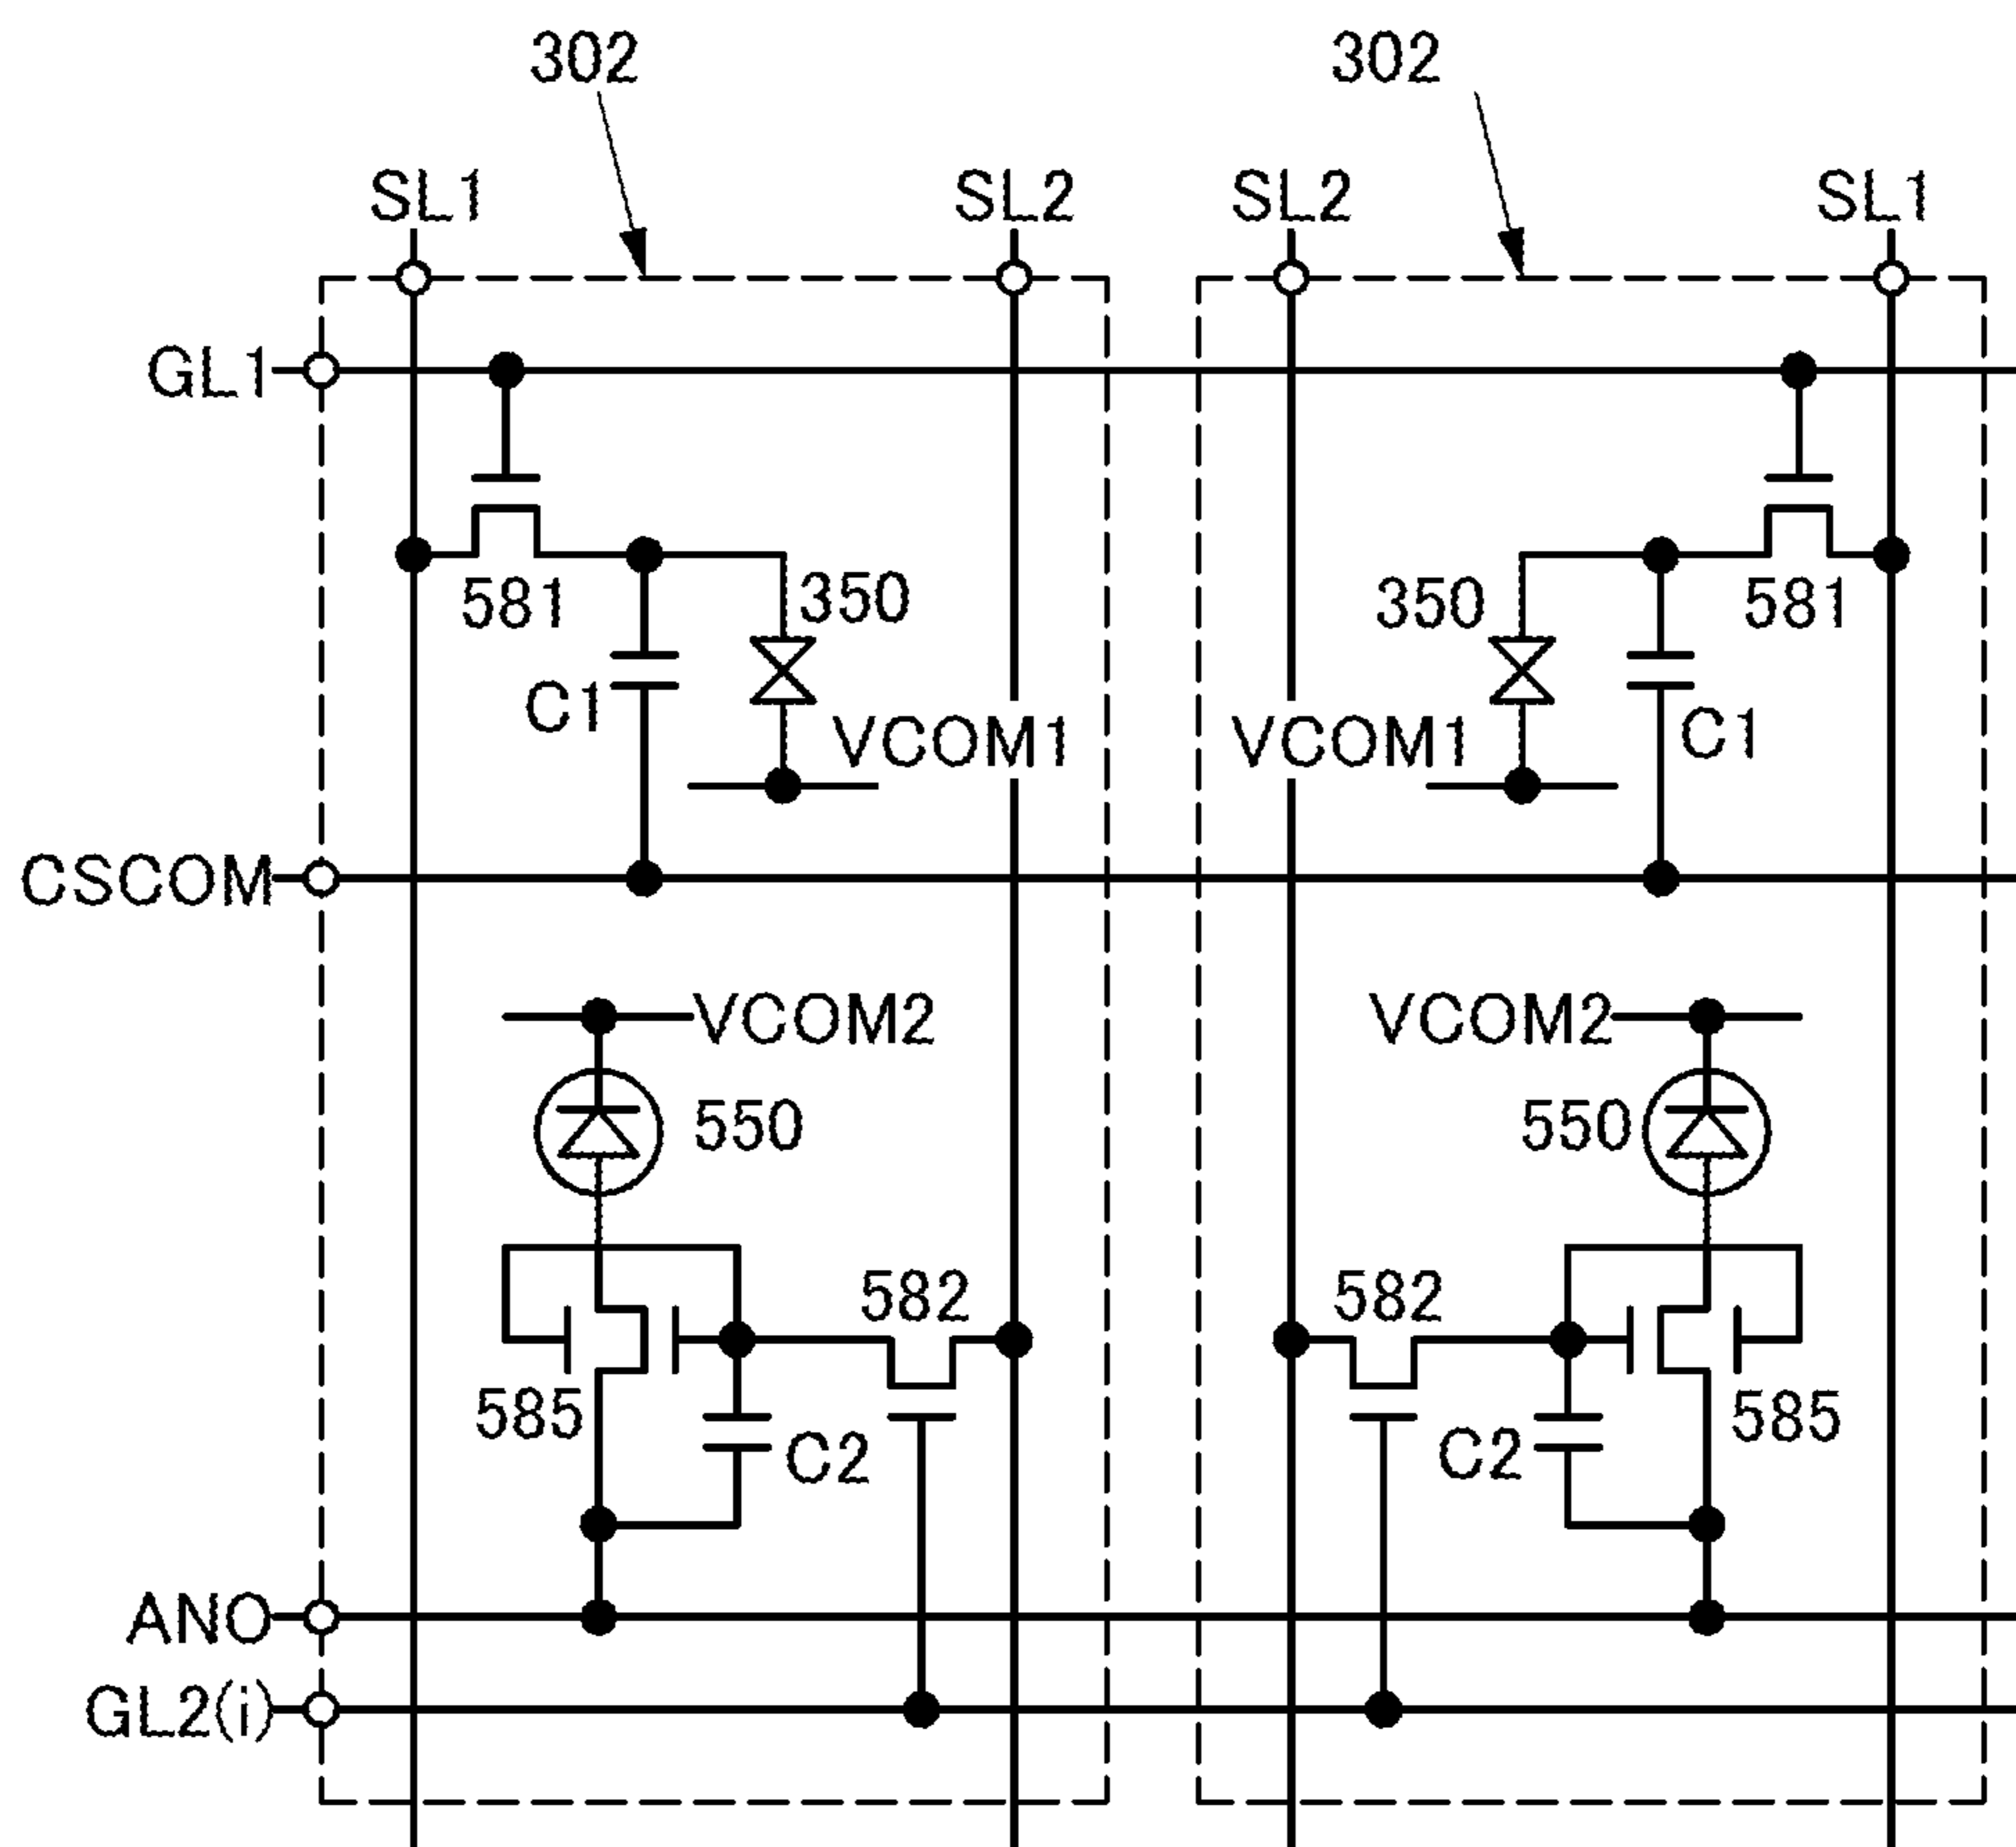 302 302
SL1 SL2 SL2 SL1
GL1
581 350 350 581
C1 VCOM1 VCOM1 C1
CSCOM
VCOM2 VCOM2
550 550
582 582
585 585
C2 C2
ANO
GL2(i)